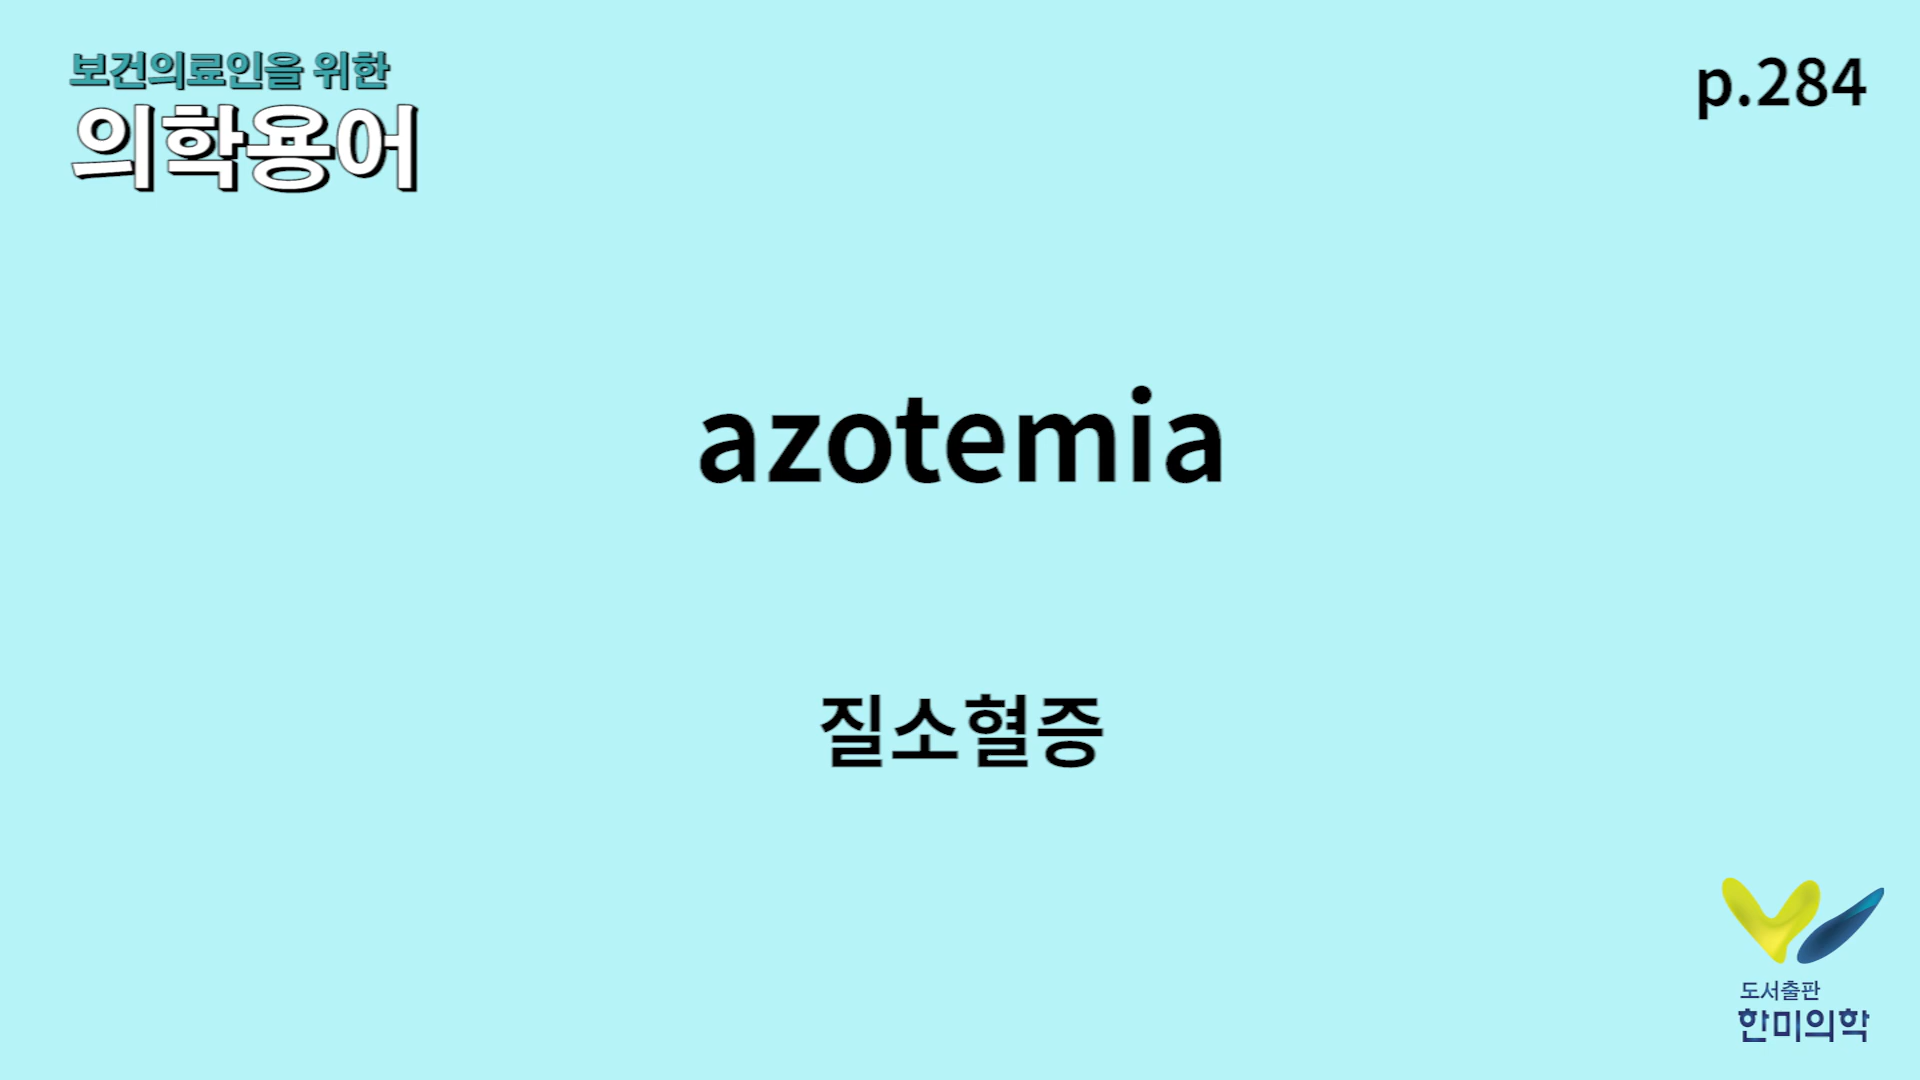 보건의료인을 위한
의학용어
p.284
azotemia
질소혈증
도서출판
한미의학